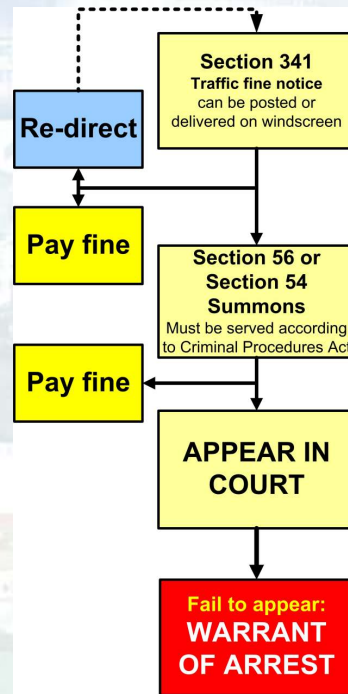 Section 341
Traffic fine notice
can be posted or
delivered on windscreen
Re-direct
Pay fine
Section 56 or
Section 54
Summons
Must be served according
to Criminal Procedures Act
Pay fine
APPEAR IN
COURT
Fail to appear:
WARRANT
OF ARREST